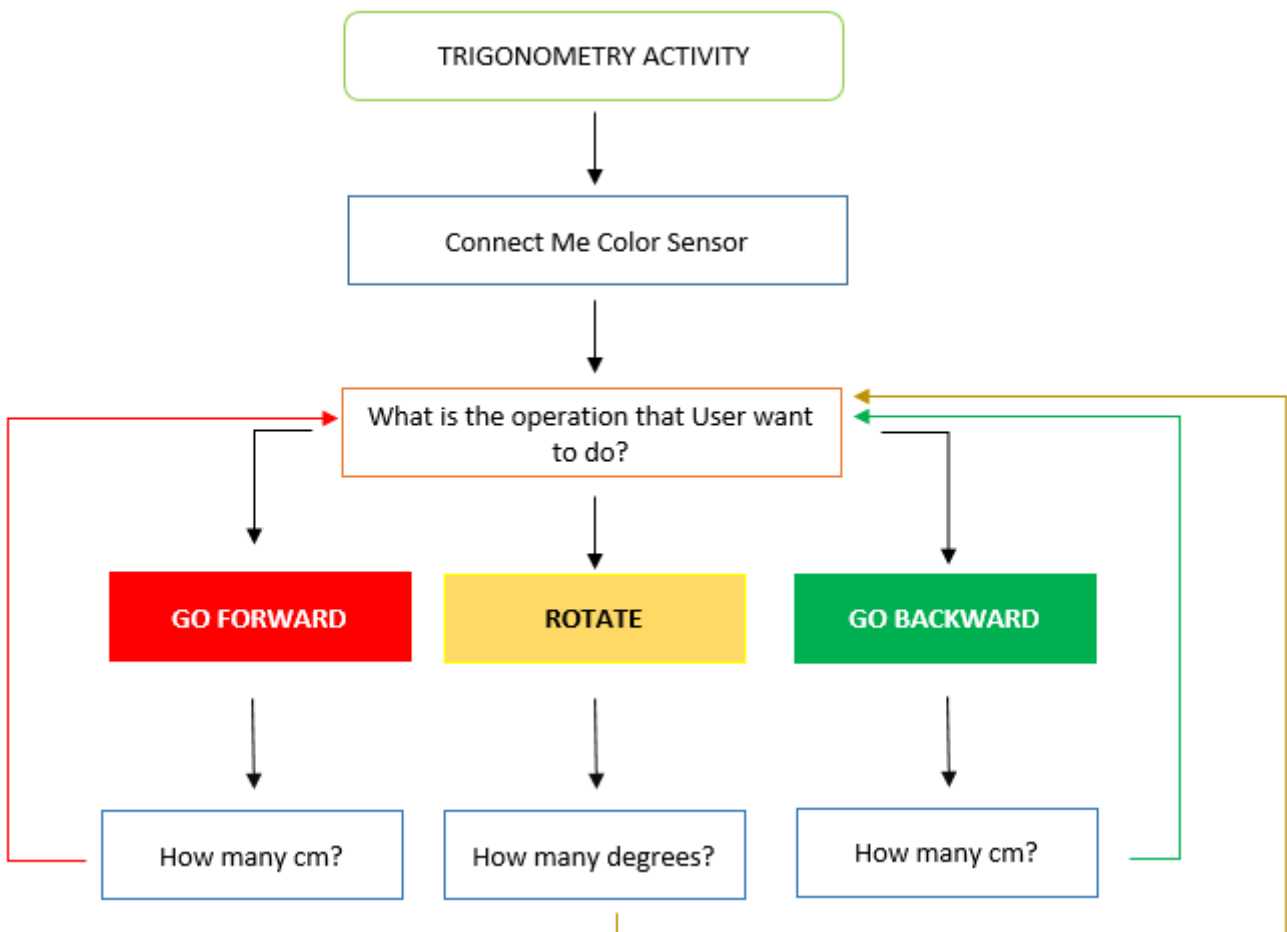 TRIGONOMETRY ACTIVITY
Connect Me Color Sensor
What is the operation that User want
to do?
GO FORWARD
ROTATE
GO BACKWARD
How many cm?
How many degrees?
How many cm?